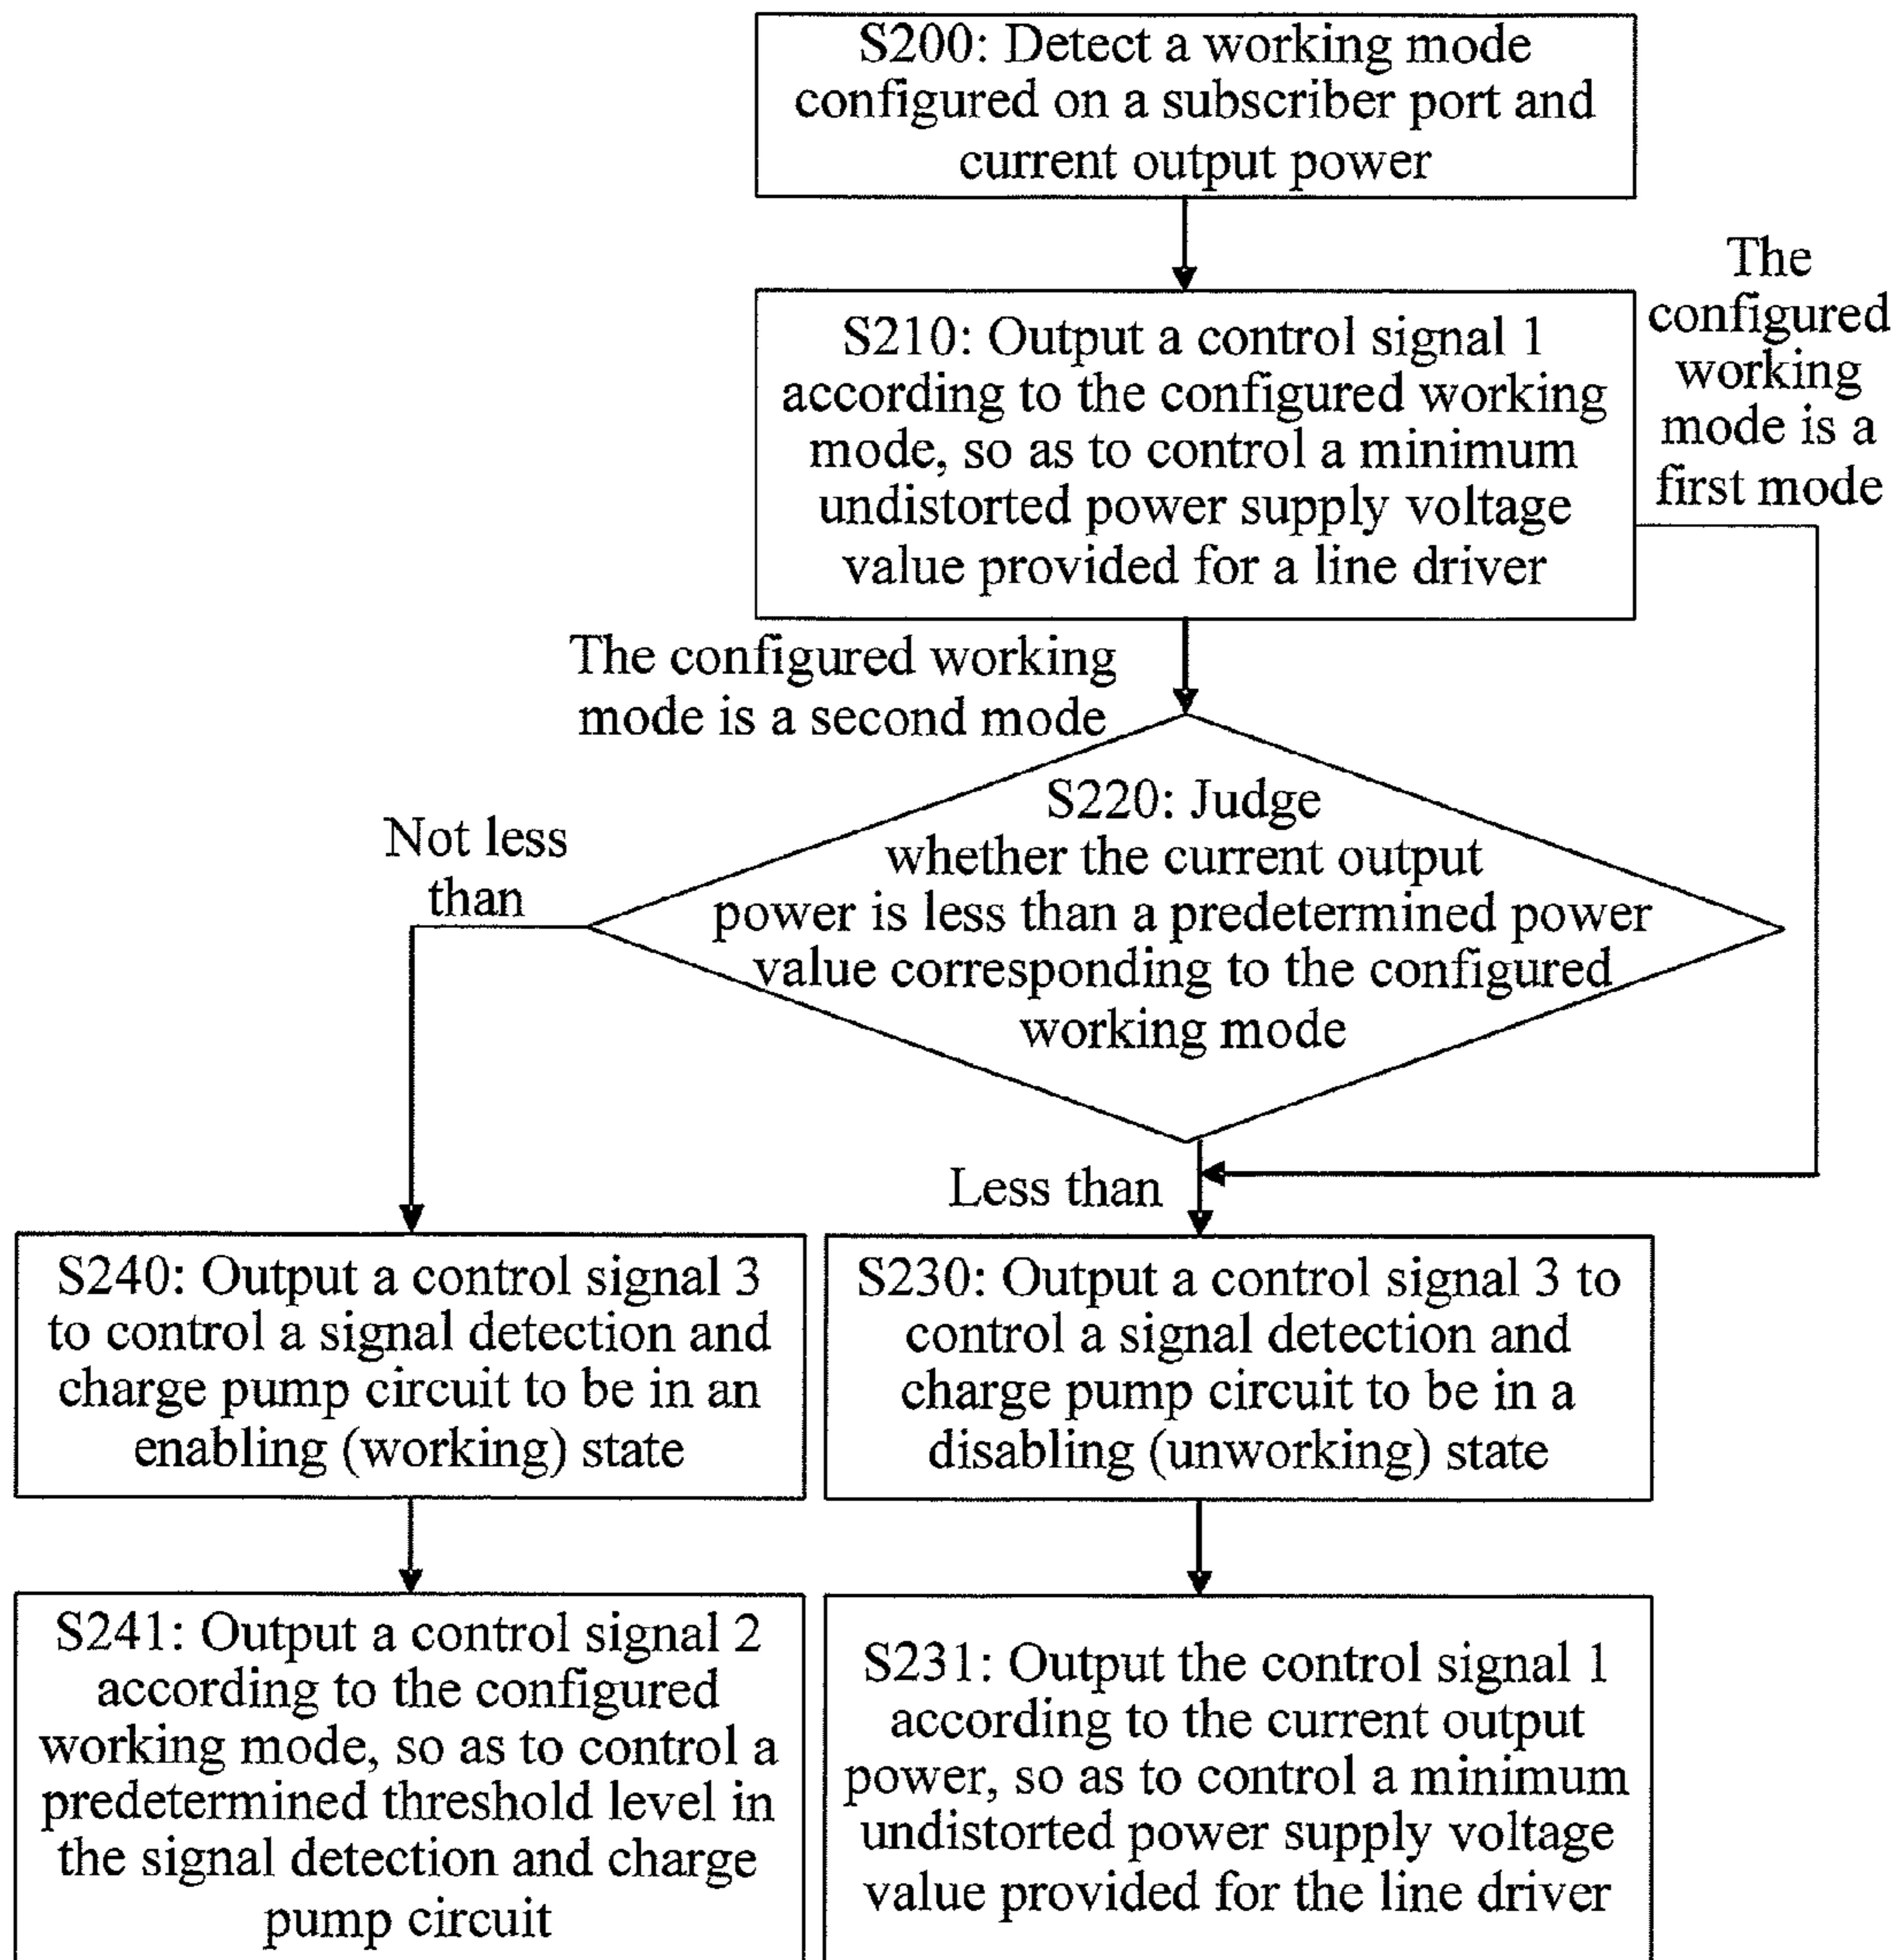 S200: Detect a working mode
configured on a subscriber port and
current output power
The
configured
working
mode is a
first mode
S210: Output a control signal 1
according to the configured working
mode, so as to control a minimum
undistorted power supply voltage
value provided for a line driver
The configured working
mode is a second mode
S220: Judge
whether the current output
power is less than a predetermined power
value corresponding to the configured
working mode
Not less
than
Less than
S240: Output a control signal 3
to control a signal detection and
charge pump circuit to be in an
enabling (working) state
S230: Output a control signal 3 to
control a signal detection and
charge pump circuit to be in a
disabling (unworking) state
S241: Output a control signal 2
according to the configured
working mode, so as to control a
predetermined threshold level in
the signal detection and charge
pump circuit
S231: Output the control signal 1
according to the current output
power, so as to control a minimum
undistorted power supply voltage
value provided for the line driver